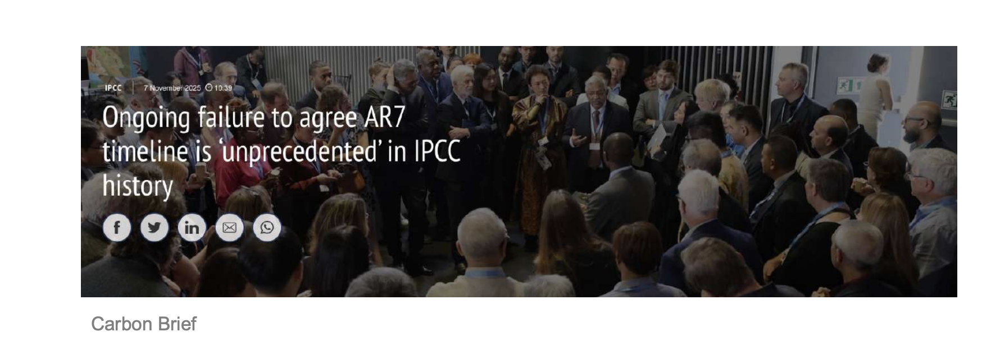 IPCC 7 November 2025 10:39
Ongoing failure to agree AR7
timeline is ‘unprecedented’ in IPCC
history
Carbon Brief